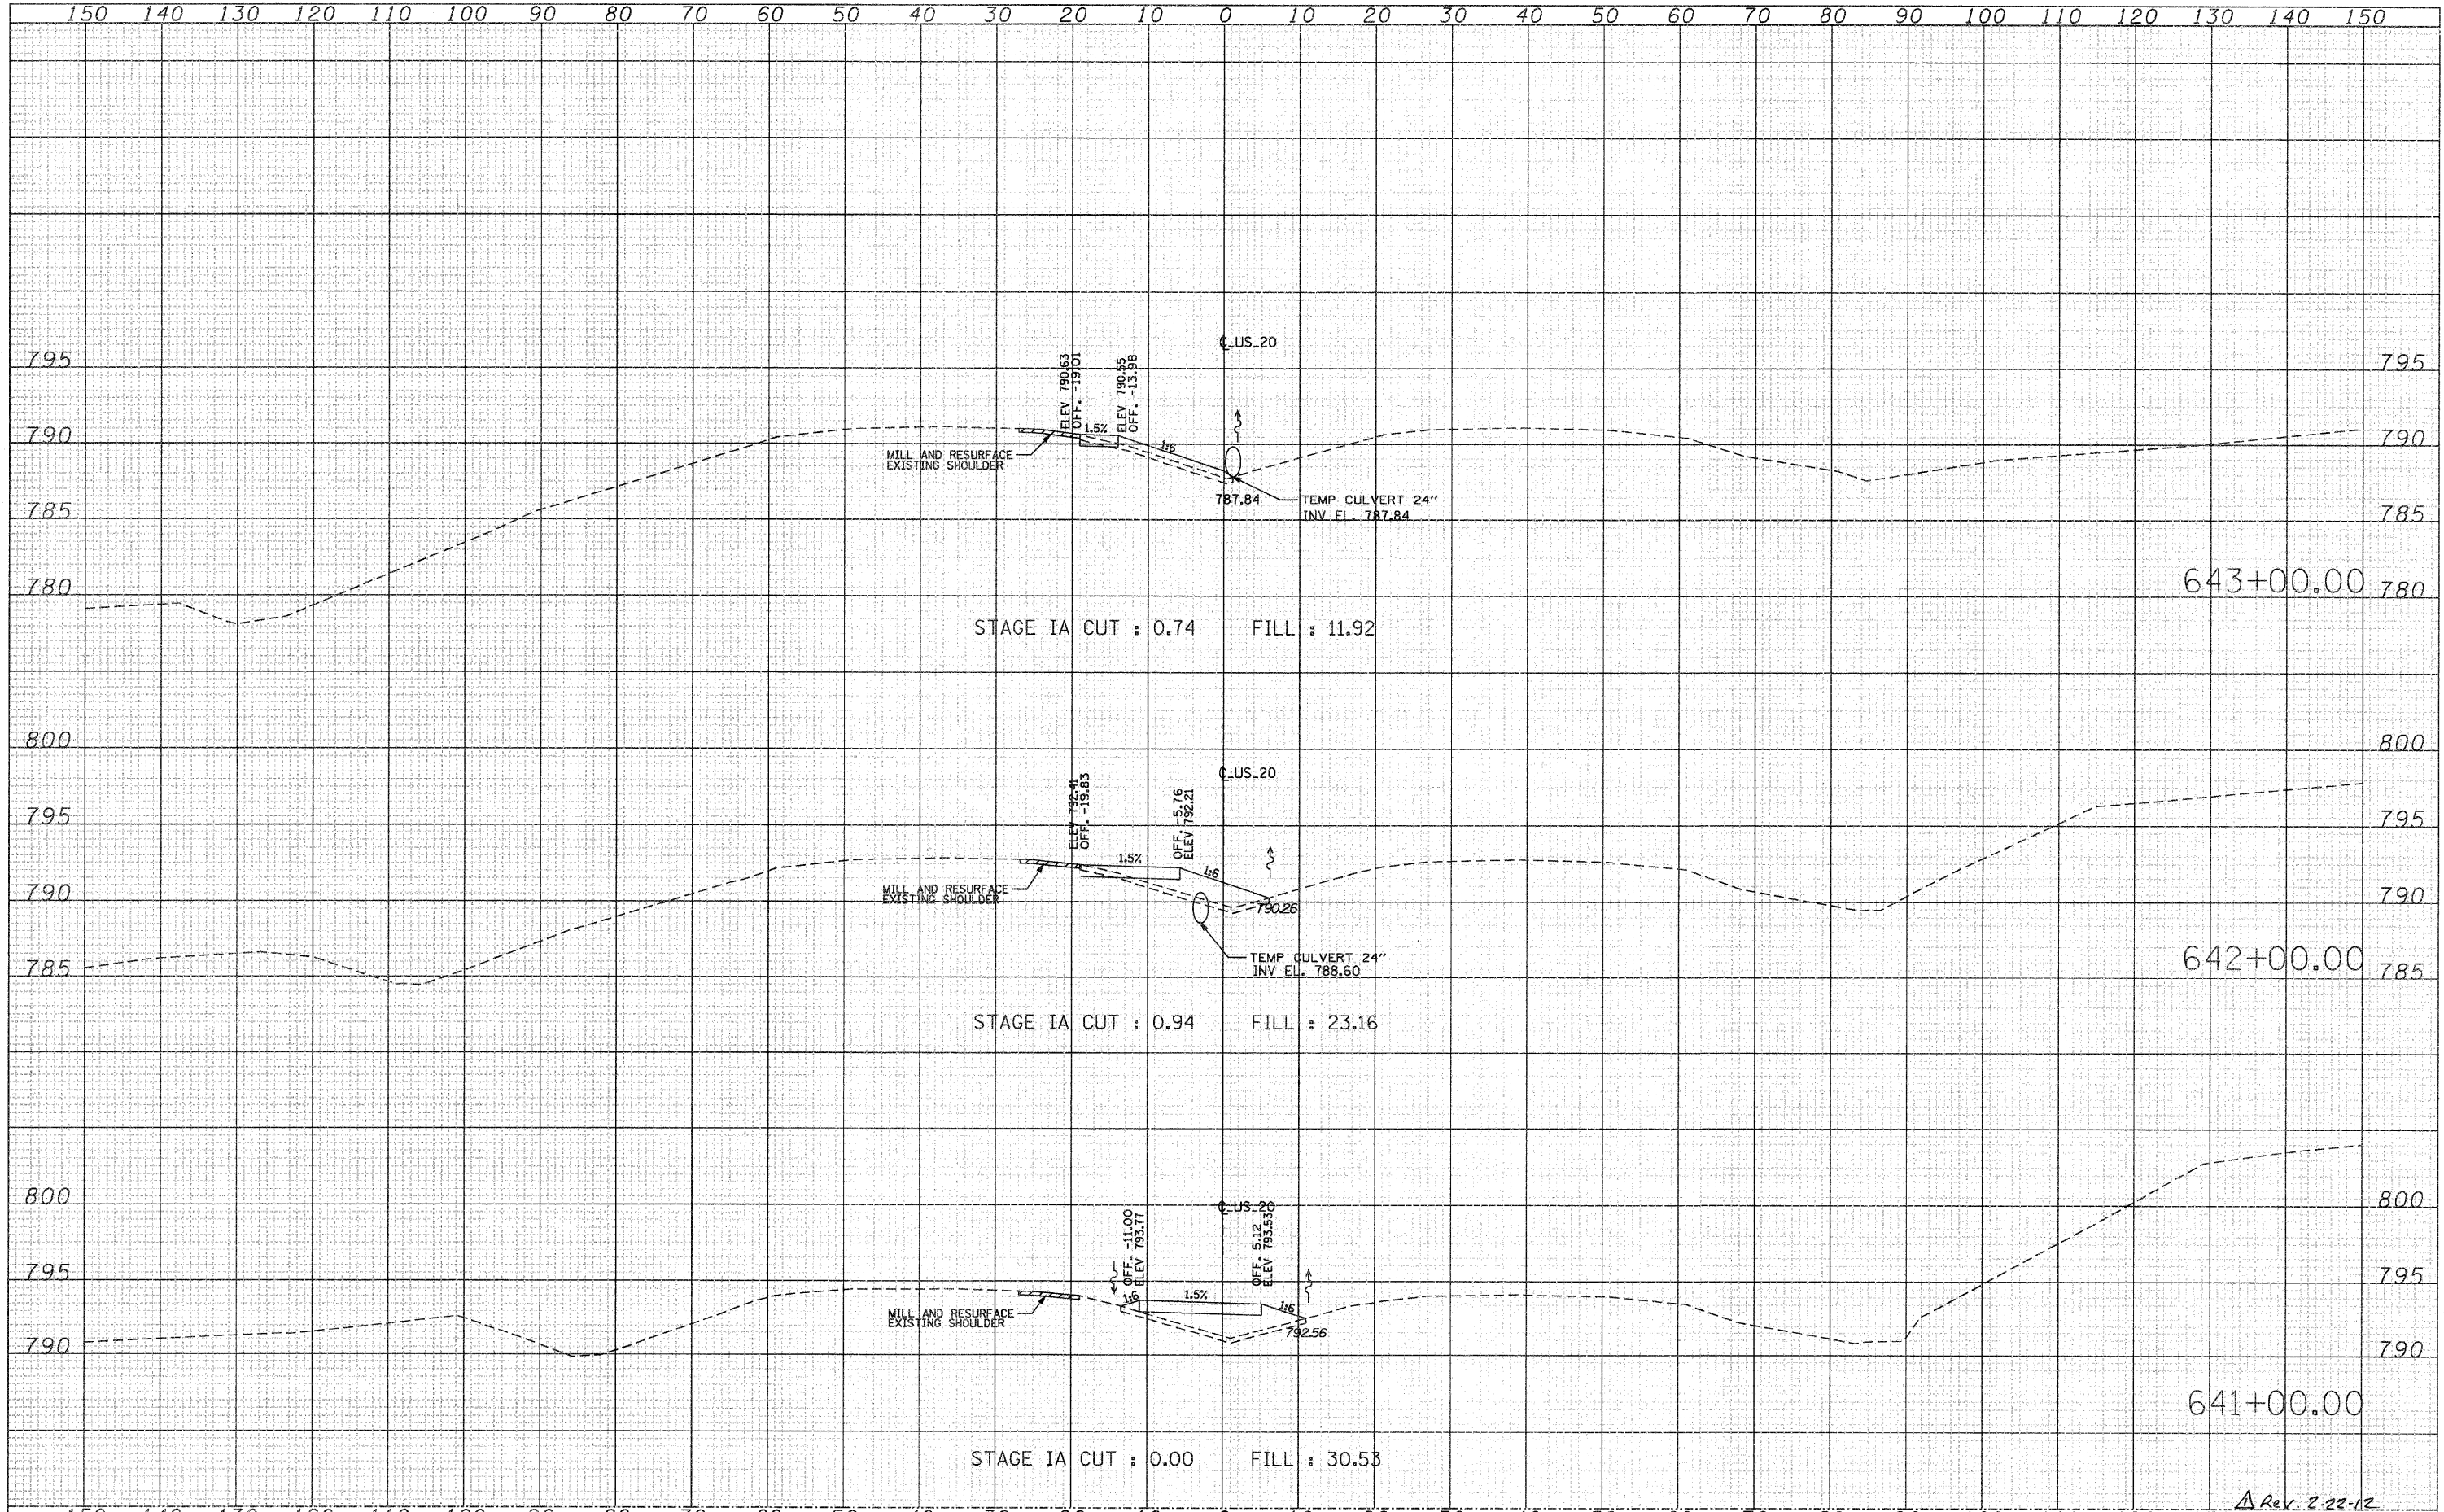 150 140 130 120 110 100 90 80 70 60 50 40 30 20 10 0 10 20 30 40 50 60 70 80 90 100 110 120 130 140 150
℄ US_20
795 795
ELEV 790.63
OFF. -19.01
ELEV 790.55
OFF. -13.98
1.5%
1:6
790 790
MILL AND RESURFACE
EXISTING SHOULDER
787.84
TEMP CULVERT 24"
INV EL. 787.84
785 785
643+00.00
780 780
STAGE IA CUT : 0.74 FILL : 11.92
800 800
℄ US_20
ELEV 792.41
OFF. -19.83
OFF. -5.76
ELEV 792.21
795 795
1.5%
1:6
MILL AND RESURFACE
EXISTING SHOULDER
790 790
790.26
TEMP CULVERT 24"
INV EL. 788.60
642+00.00
785 785
STAGE IA CUT : 0.94 FILL : 23.16
800 800
℄ US_20
OFF. -11.00
ELEV 793.77
OFF. 5.12
ELEV 793.53
795 795
1:6
1.5%
1:6
MILL AND RESURFACE
EXISTING SHOULDER
792.56
790 790
641+00.00
STAGE IA CUT : 0.00 FILL : 30.53
1 Rev. 2-22-12